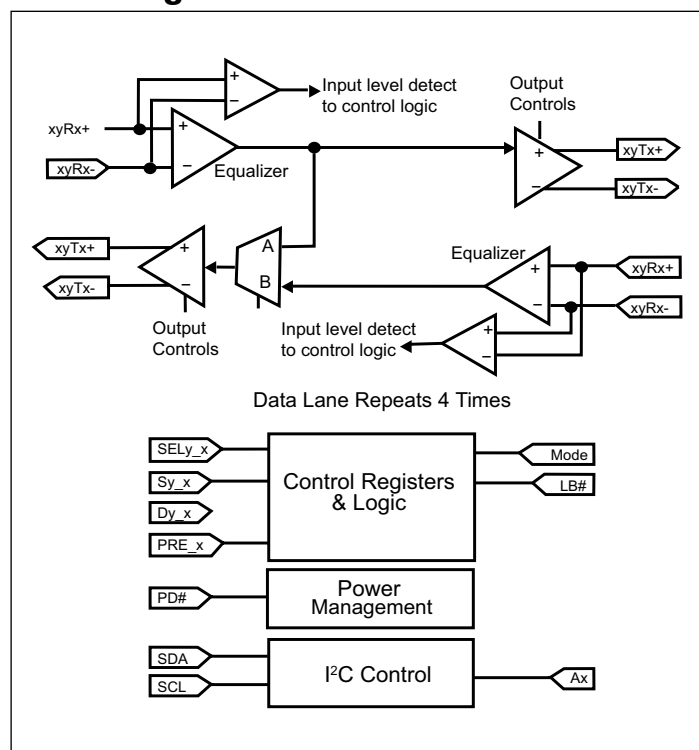 Input level detect
to control logic
Output
Controls
xyRx+
xyRx-
+
−
+
−
Equalizer
+
−
xyTx+
xyTx-
xyTx+
xyTx-
+
−
A
B
Output
Controls
Equalizer
+
−
xyRx+
xyRx-
Input level detect
to control logic
+
−
Data Lane Repeats 4 Times
SELy_x
Sy_x
Dy_x
PRE_x
Control Registers
& Logic
Mode
LB#
PD#
Power
Management
SDA
SCL
I²C Control
Ax